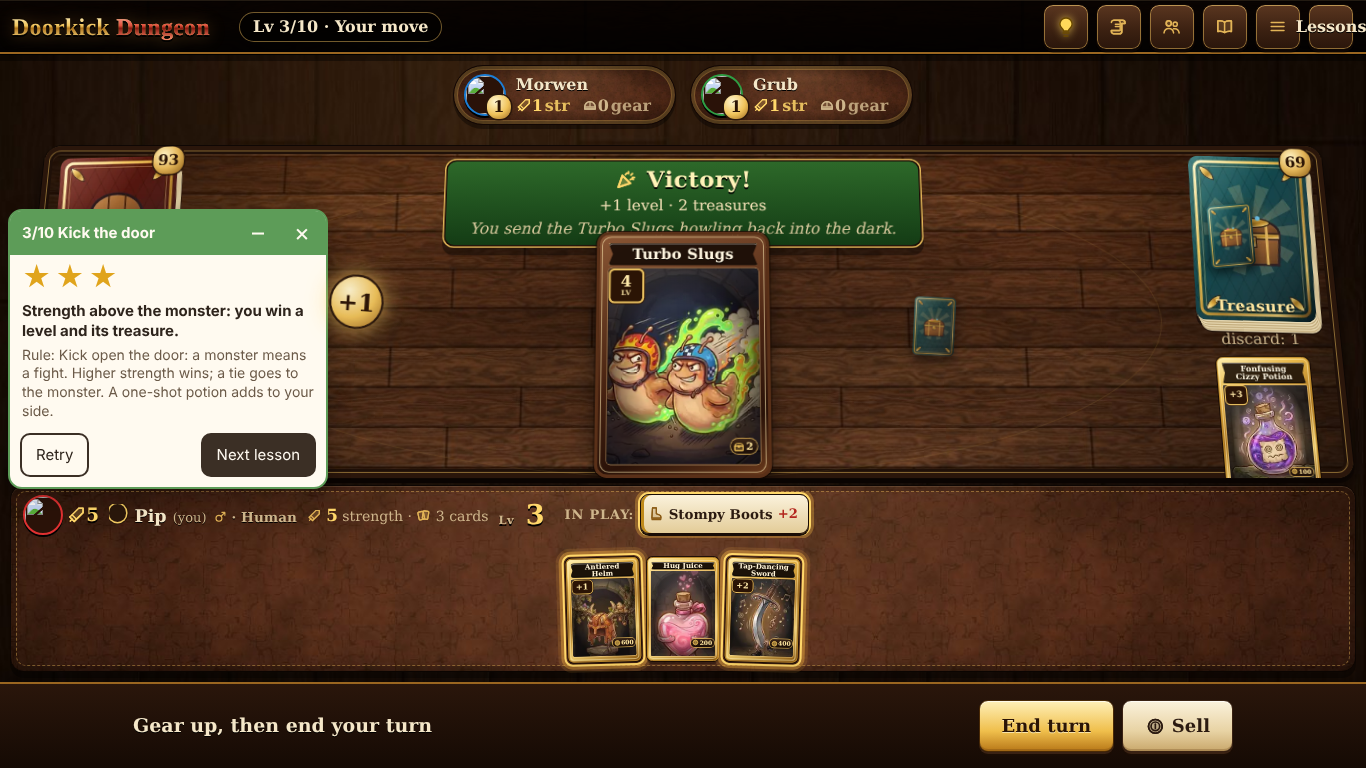 Doorkick Dungeon
Lv 3/10 · Your move
Lessons
Morwen
1 1 str 0 gear
Grub
1 1 str 0 gear
93
69
Victory!
+1 level · 2 treasures
You send the Turbo Slugs howling back into the dark.
Turbo Slugs
4
LV
2
+1
Treasure
discard: 1
Fonfusing
Cizzy Potion
+3
100
3/10 Kick the door
Strength above the monster: you win a
level and its treasure.
Rule: Kick open the door: a monster means
a fight. Higher strength wins; a tie goes to
the monster. A one-shot potion adds to your
side.
Retry
Next lesson
5 Pip (you) ♂ · Human 5 strength · 3 cards Lv 3 IN PLAY: Stompy Boots +2
Antlered
Helm
+1
600
Hug Juice
200
Tap-Dancing
Sword
+2
400
Gear up, then end your turn
End turn
Sell